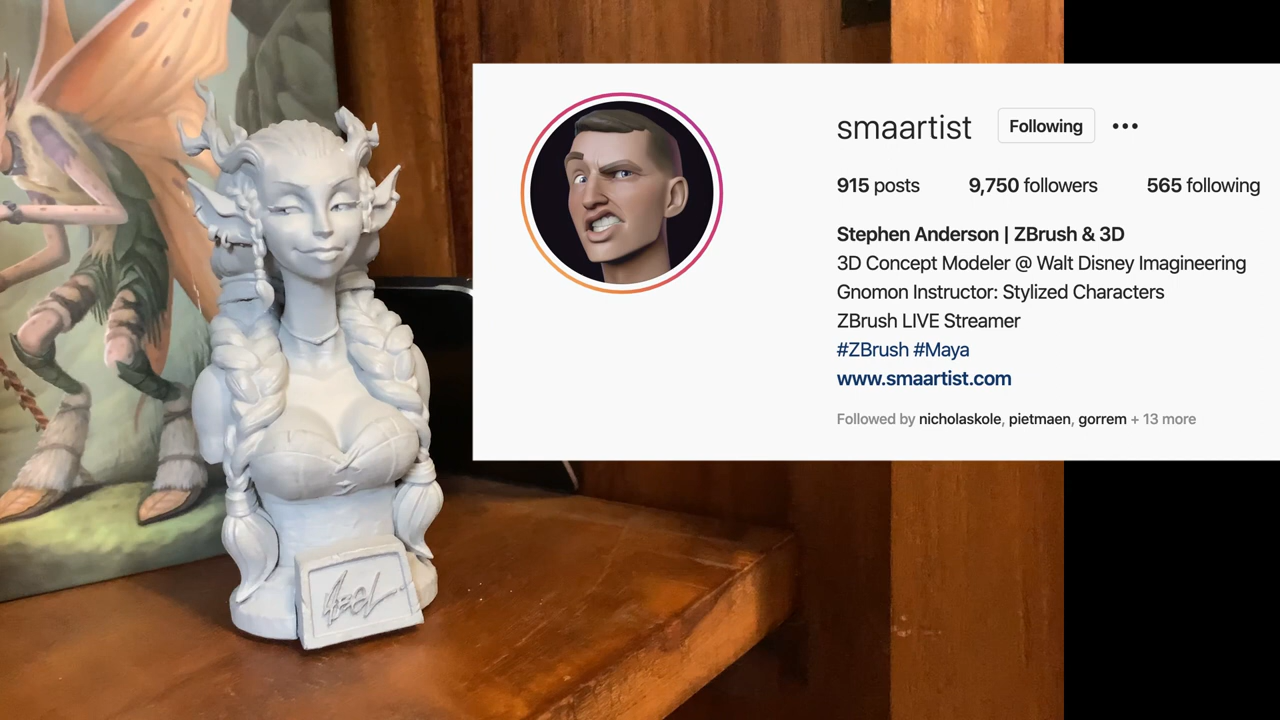 smaartist Following
915 posts 9,750 followers 565 following
Stephen Anderson | ZBrush & 3D
3D Concept Modeler @ Walt Disney Imagineering
Gnomon Instructor: Stylized Characters
ZBrush LIVE Streamer
#ZBrush #Maya
www.smaartist.com
Followed by nicholaskole, pietmaen, gorrem + 13 more